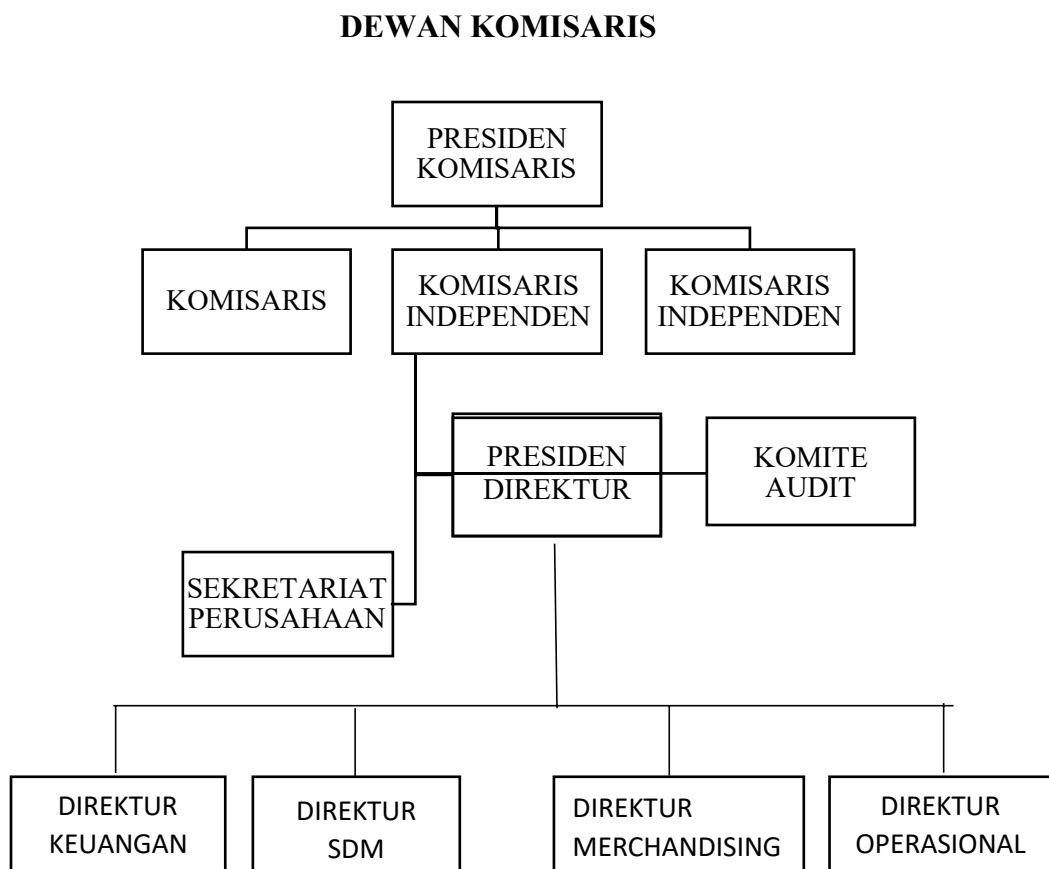 DEWAN KOMISARIS
PRESIDEN
KOMISARIS
KOMISARIS
KOMISARIS
INDEPENDEN
KOMISARIS
INDEPENDEN
PRESIDEN
DIREKTUR
KOMITE
AUDIT
SEKRETARIAT
PERUSAHAAN
DIREKTUR
KEUANGAN
DIREKTUR
SDM
DIREKTUR
MERCHANDISING
DIREKTUR
OPERASIONAL